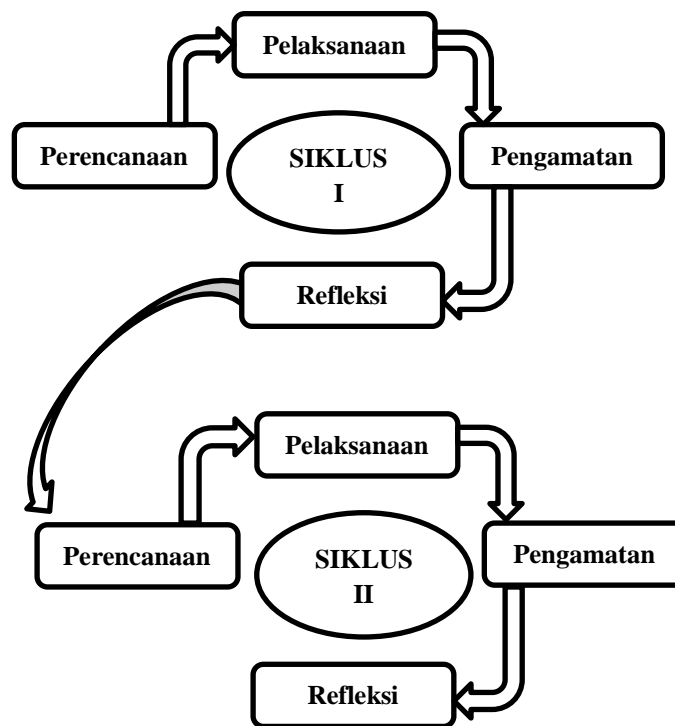 Pelaksanaan
Perencanaan
SIKLUS
I
Pengamatan
Refleksi
Pelaksanaan
Perencanaan
SIKLUS
II
Pengamatan
Refleksi